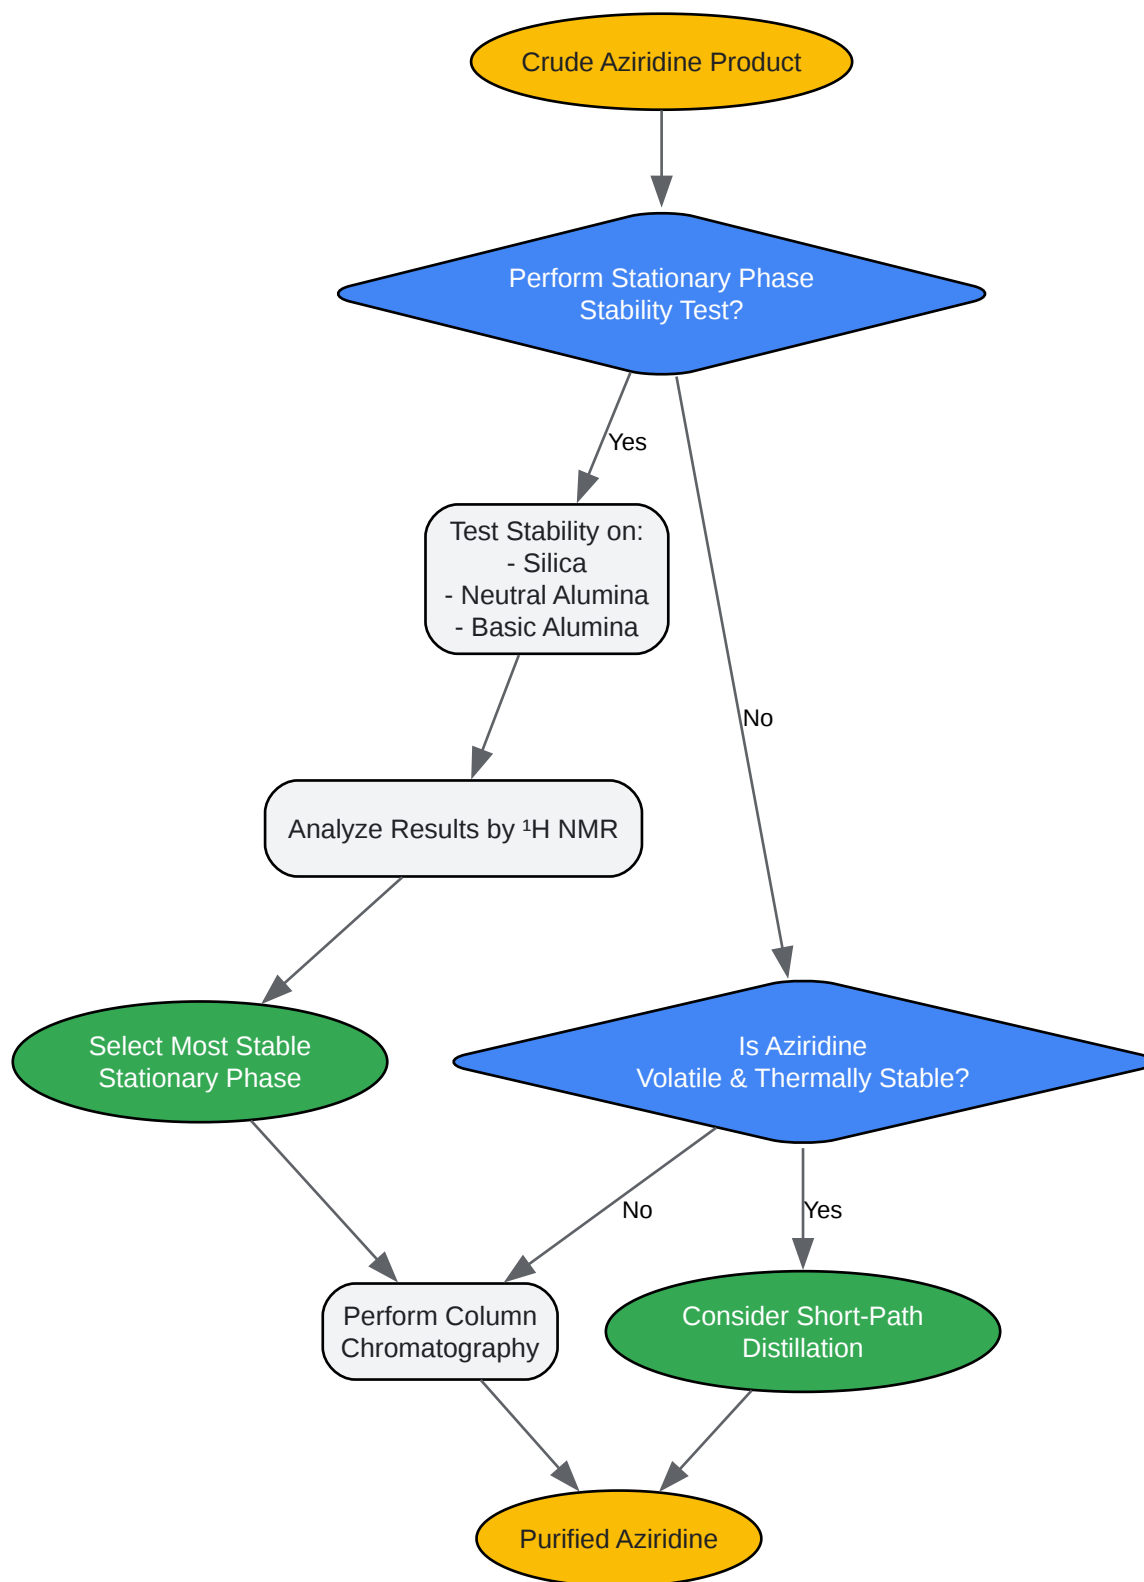 Crude Aziridine Product
Perform Stationary Phase
Stability Test?
Yes
Test Stability on:
- Silica
- Neutral Alumina
- Basic Alumina
No
Analyze Results by ¹H NMR
Select Most Stable
Stationary Phase
Is Aziridine
Volatile & Thermally Stable?
No
Yes
Perform Column
Chromatography
Consider Short-Path
Distillation
Purified Aziridine